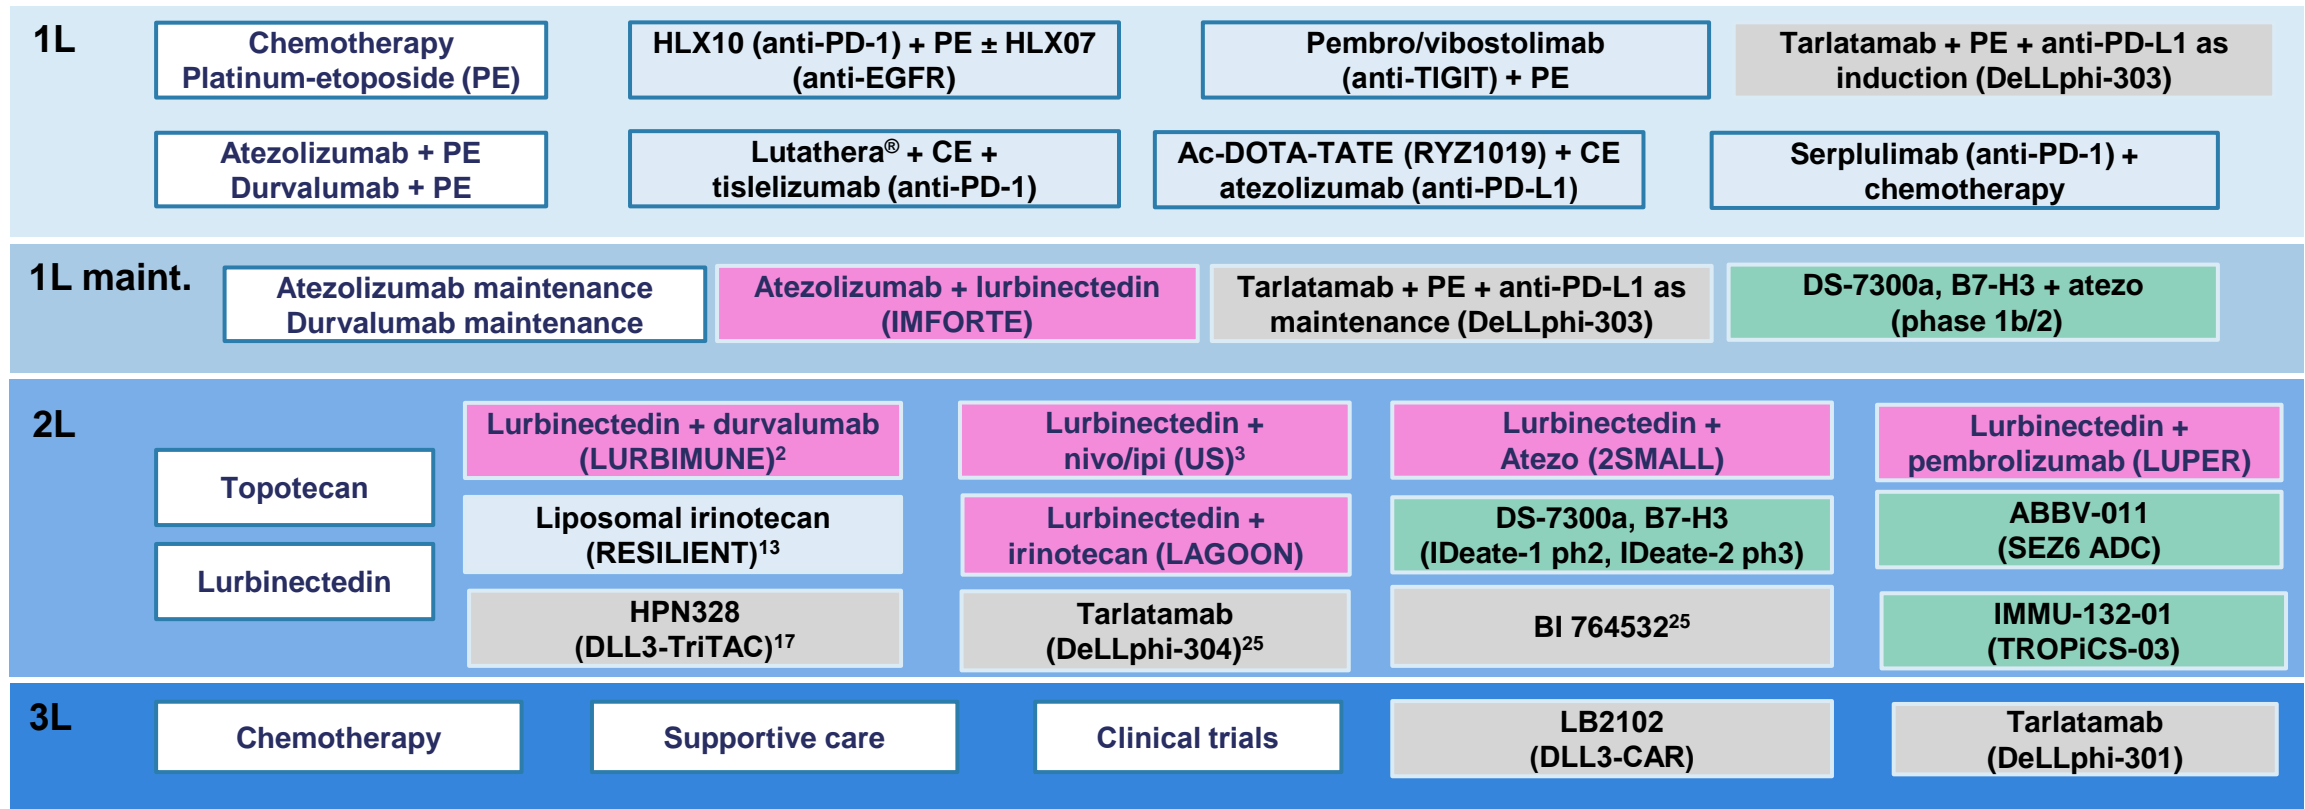 1L
Chemotherapy
Platinum-etoposide (PE)
HLX10 (anti-PD-1) + PE ± HLX07
(anti-EGFR)
Pembro/vibostolimab
(anti-TIGIT) + PE
Tarlatamab + PE + anti-PD-L1 as
induction (DeLLphi-303)
Atezolizumab + PE
Durvalumab + PE
Lutathera® + CE +
tislelizumab (anti-PD-1)
Ac-DOTA-TATE (RYZ1019) + CE
atezolizumab (anti-PD-L1)
Serplulimab (anti-PD-1) +
chemotherapy
1L maint.
Atezolizumab maintenance
Durvalumab maintenance
Atezolizumab + lurbinectedin
(IMFORTE)
Tarlatamab + PE + anti-PD-L1 as
maintenance (DeLLphi-303)
DS-7300a, B7-H3 + atezo
(phase 1b/2)
2L
Topotecan
Lurbinectedin
Lurbinectedin + durvalumab
(LURBIMUNE)²
Lurbinectedin +
nivo/ipi (US)³
Lurbinectedin +
Atezo (2SMALL)
Lurbinectedin +
pembrolizumab (LUPER)
Liposomal irinotecan
(RESILIENT)¹³
Lurbinectedin +
irinotecan (LAGOON)
DS-7300a, B7-H3
(IDeate-1 ph2, IDeate-2 ph3)
ABBV-011
(SEZ6 ADC)
HPN328
(DLL3-TriTAC)¹⁷
Tarlatamab
(DeLLphi-304)²⁵
BI 764532²⁵
IMMU-132-01
(TROPiCS-03)
3L
Chemotherapy
Supportive care
Clinical trials
LB2102
(DLL3-CAR)
Tarlatamab
(DeLLphi-301)